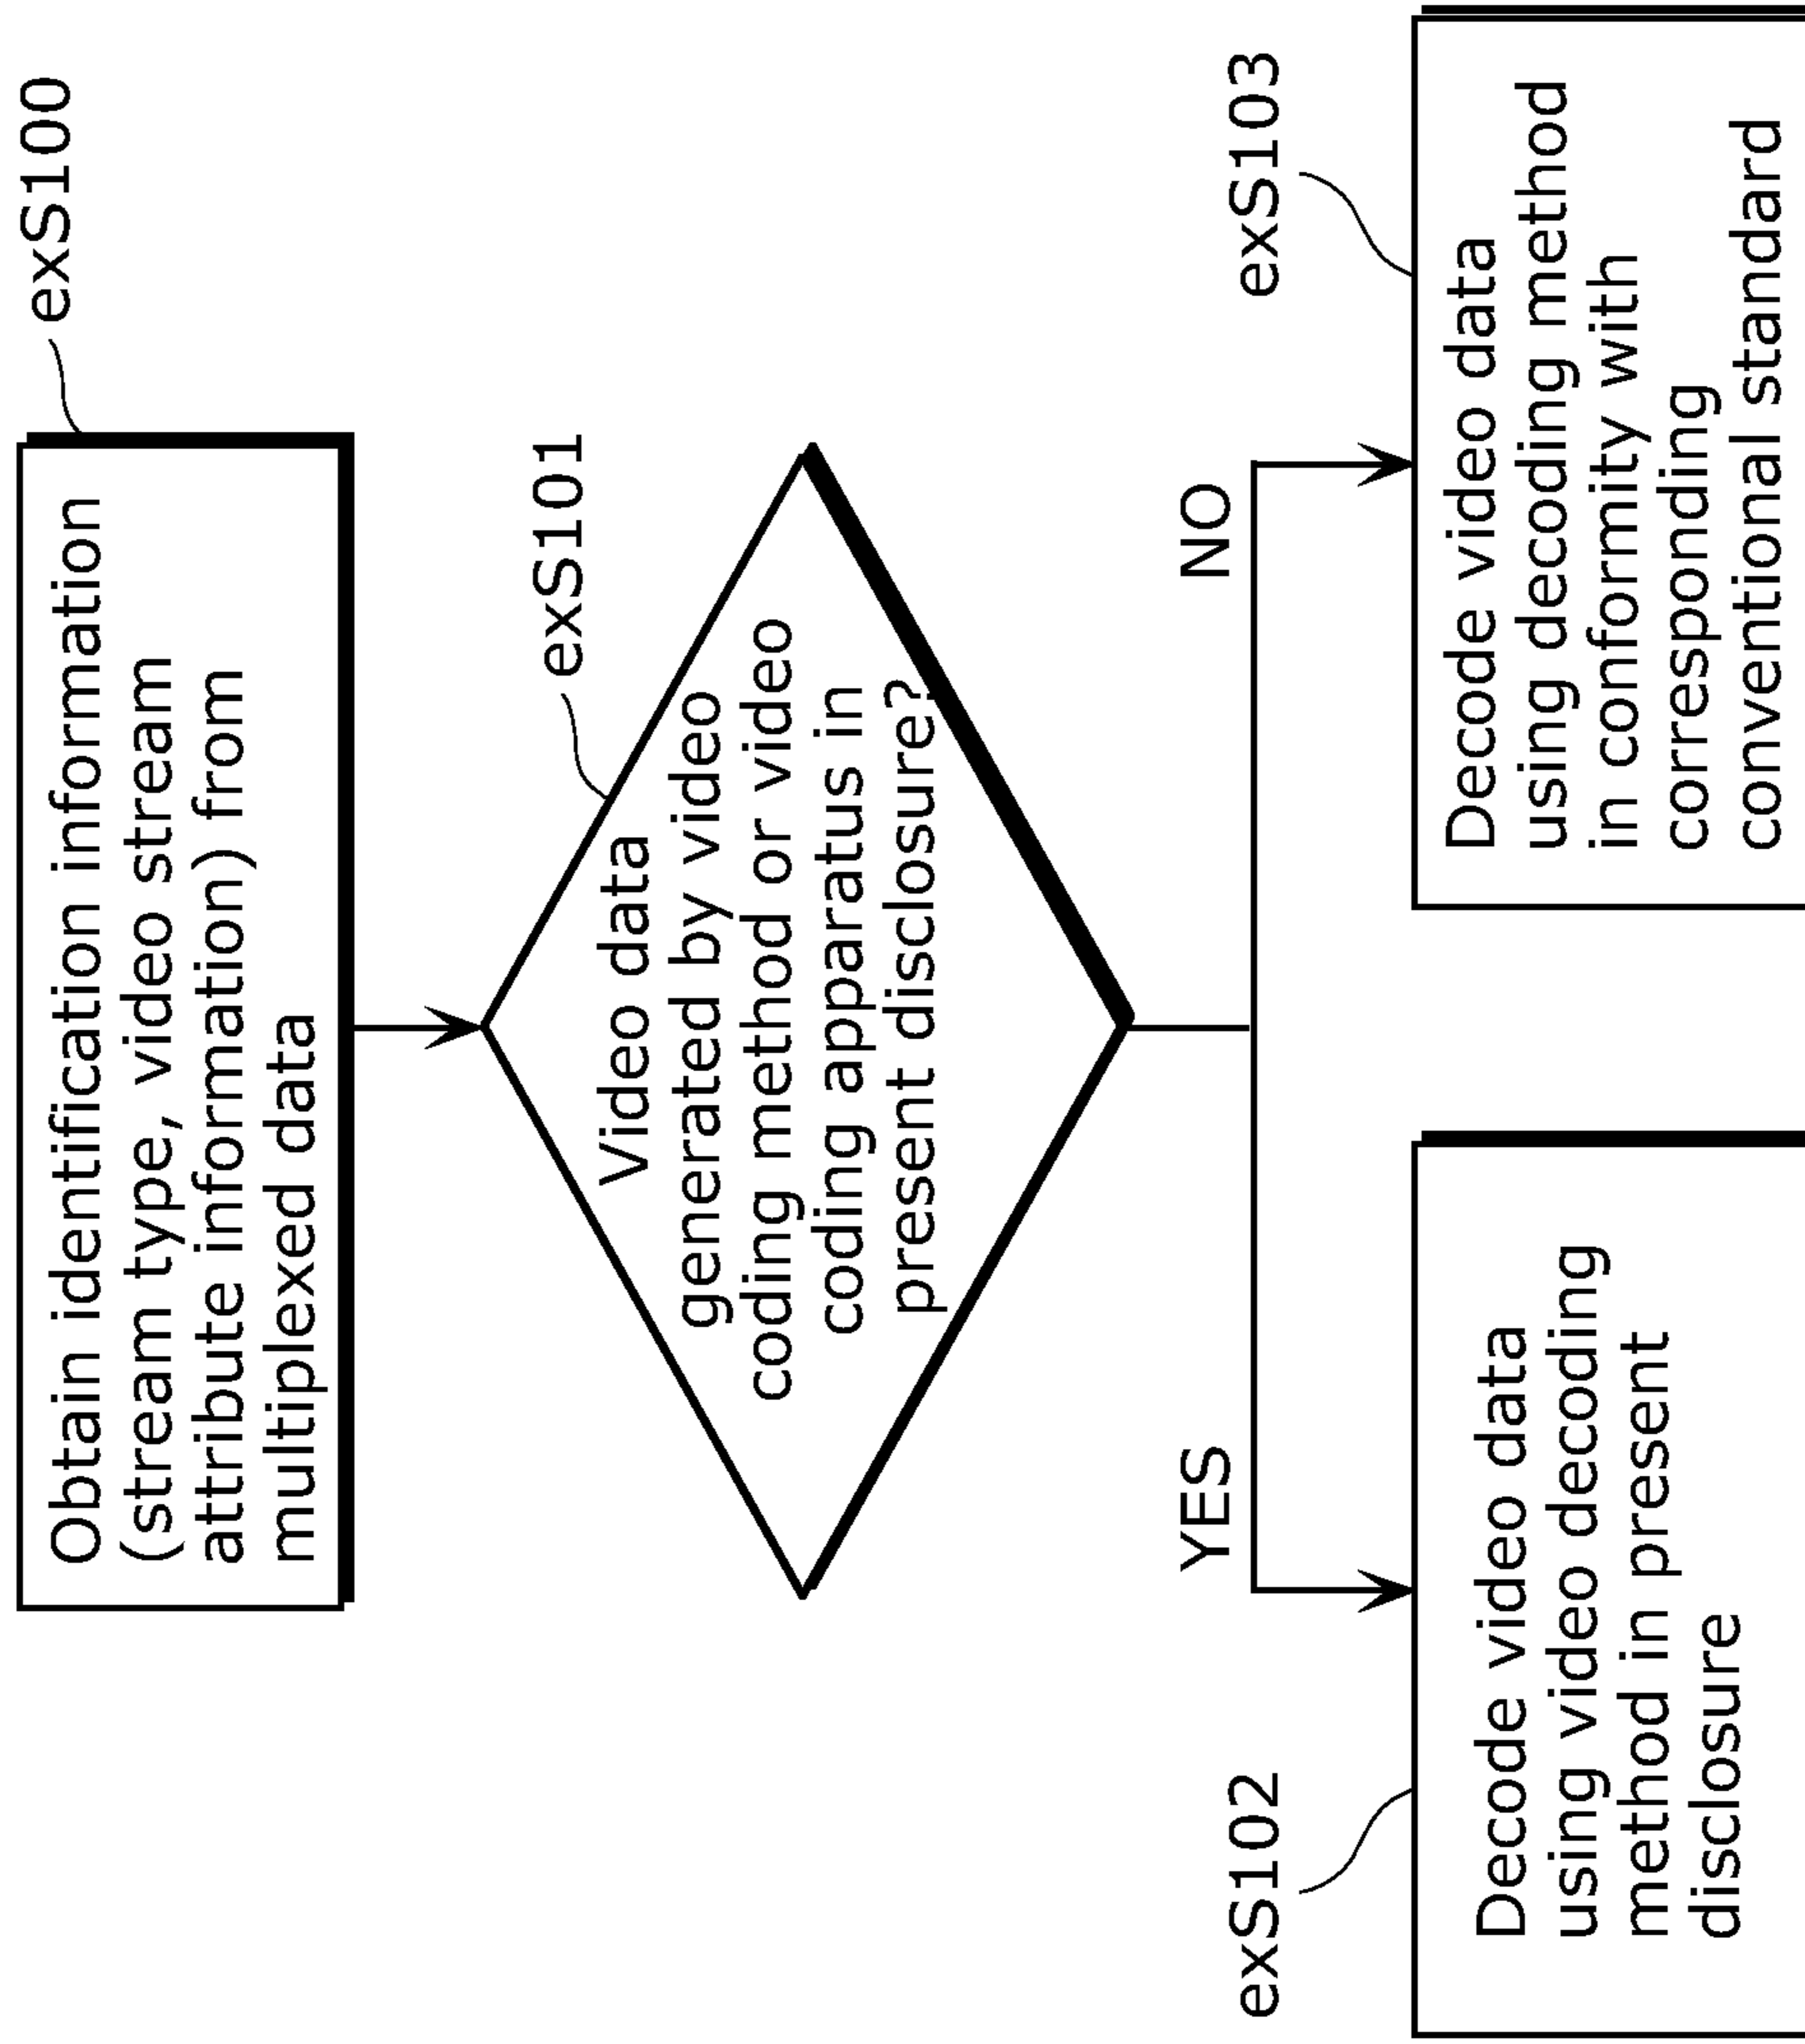 exS100
Obtain identification information
(stream type, video stream
attribute information) from
multiplexed data
exS101
Video data
generated by video
coding method or video
coding apparatus in
present disclosure?
YES
NO
exS102
Decode video data
using video decoding
method in present
disclosure
exS103
Decode video data
using decoding method
in conformity with
corresponding
conventional standard